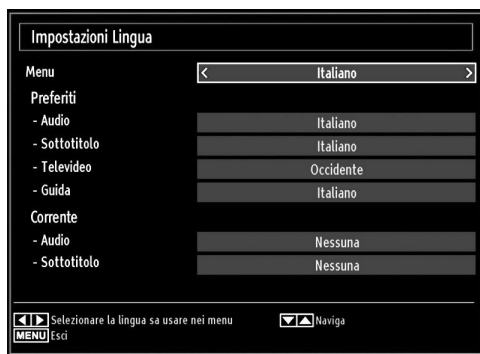 Impostazioni Lingua
Menu < Italiano >
Preferiti
- Audio Italiano
- Sottotitolo Italiano
- Televideo Occidente
- Guida Italiano
Corrente
- Audio Nessuna
- Sottotitolo Nessuna
Selezionare la lingua sa usare nei menu Naviga
MENU Esci